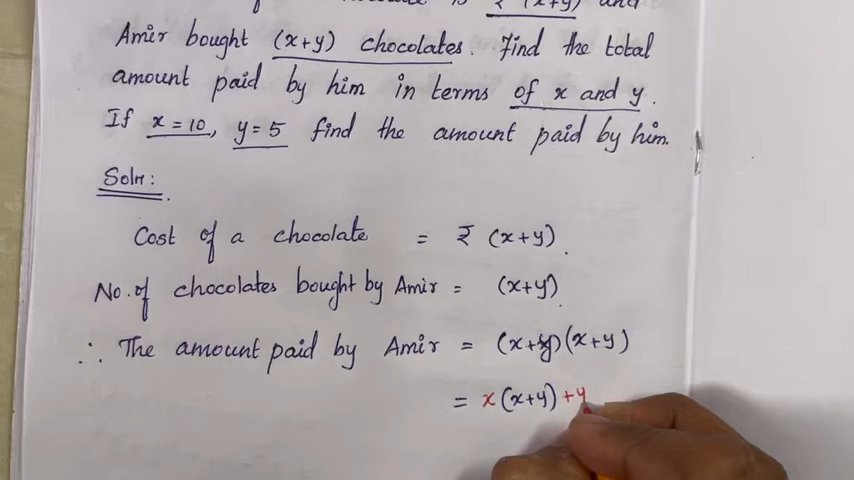 is ₹ (x+y) and
Amir bought (x+y) chocolates. Find the total
amount paid by him in terms of x and y.
If x = 10, y = 5 find the amount paid by him.
Soln:
Cost of a chocolate = ₹ (x+y).
No. of chocolates bought by Amir = (x+y).
∴ The amount paid by Amir = (x+y)(x+y)
= x(x+y) + y